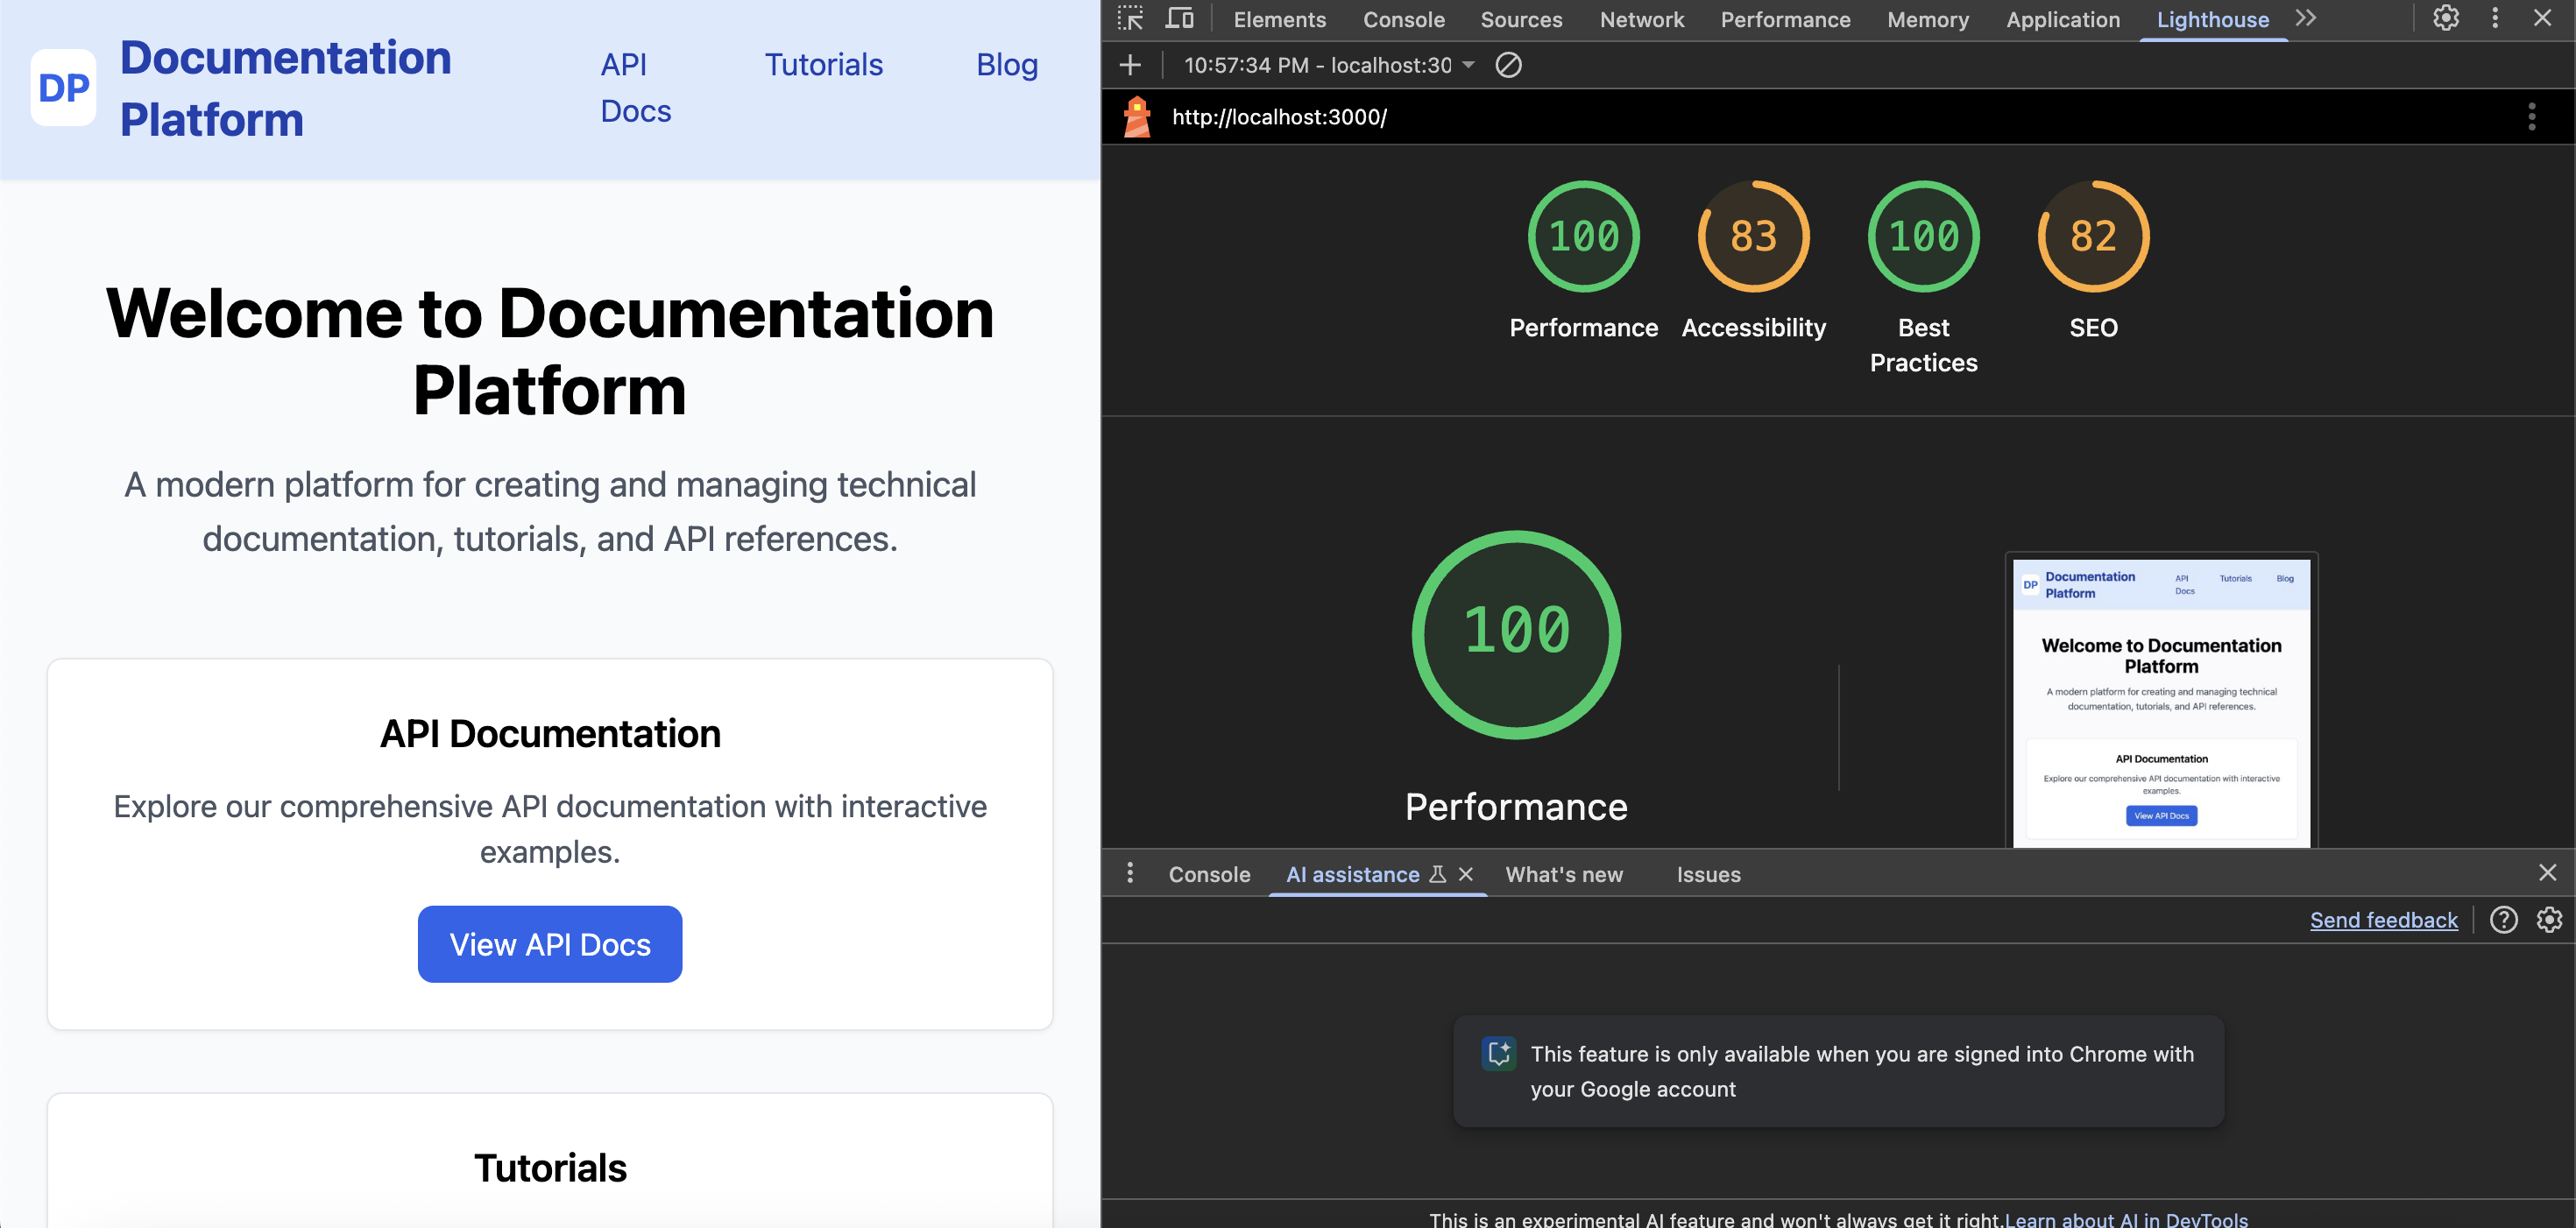 DP
Documentation
Platform
API
Docs
Tutorials
Blog
Welcome to Documentation
Platform
A modern platform for creating and managing technical
documentation, tutorials, and API references.
API Documentation
Explore our comprehensive API documentation with interactive
examples.
View API Docs
Tutorials
Elements Console Sources Network Performance Memory Application Lighthouse
10:57:34 PM - localhost:30
http://localhost:3000/
100
Performance
83
Accessibility
100
Best
Practices
82
SEO
100
Performance
DP
Documentation
Platform
API
Docs
Tutorials
Blog
Welcome to Documentation
Platform
A modern platform for creating and managing technical
documentation, tutorials, and API references.
API Documentation
Explore our comprehensive API documentation with interactive
examples.
View API Docs
Console AI assistance What's new Issues
Send feedback
This feature is only available when you are signed into Chrome with
your Google account
This is an experimental AI feature and won't always get it right. Learn about AI in DevTools